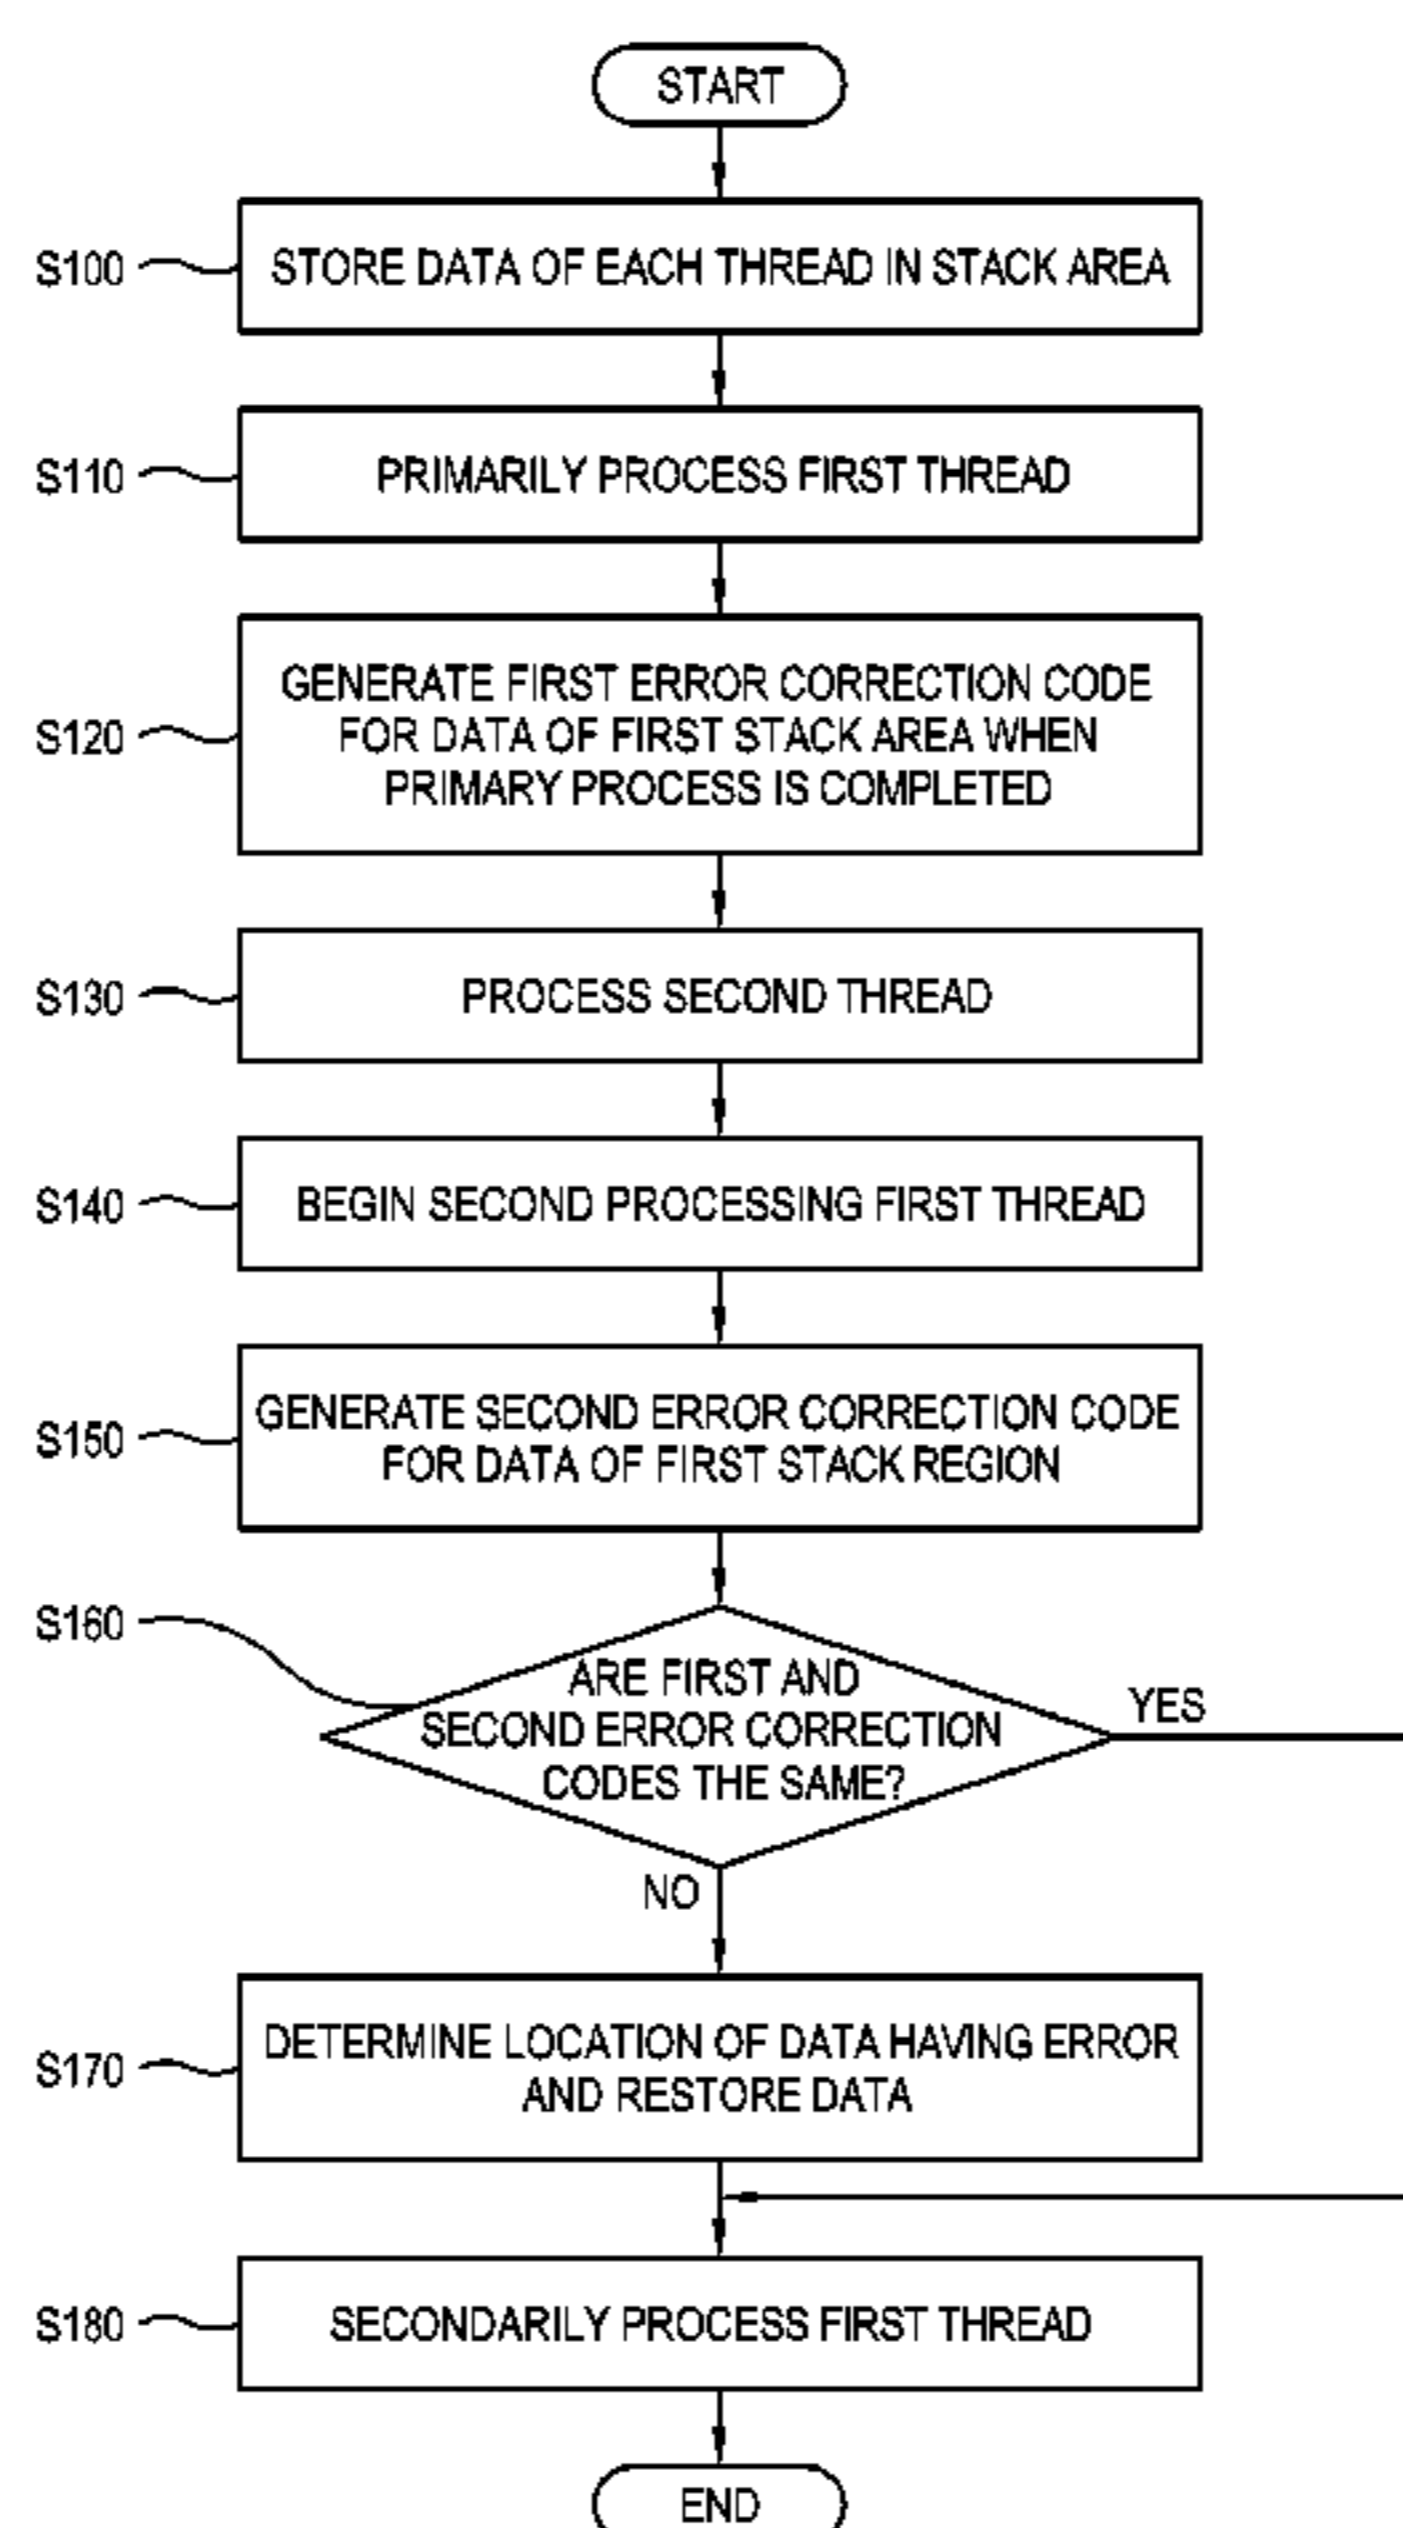 START
S100
STORE DATA OF EACH THREAD IN STACK AREA
S110
PRIMARILY PROCESS FIRST THREAD
S120
GENERATE FIRST ERROR CORRECTION CODE
FOR DATA OF FIRST STACK AREA WHEN
PRIMARY PROCESS IS COMPLETED
S130
PROCESS SECOND THREAD
S140
BEGIN SECOND PROCESSING FIRST THREAD
S150
GENERATE SECOND ERROR CORRECTION CODE
FOR DATA OF FIRST STACK REGION
S160
ARE FIRST AND
SECOND ERROR CORRECTION
CODES THE SAME?
YES
NO
S170
DETERMINE LOCATION OF DATA HAVING ERROR
AND RESTORE DATA
S180
SECONDARILY PROCESS FIRST THREAD
END